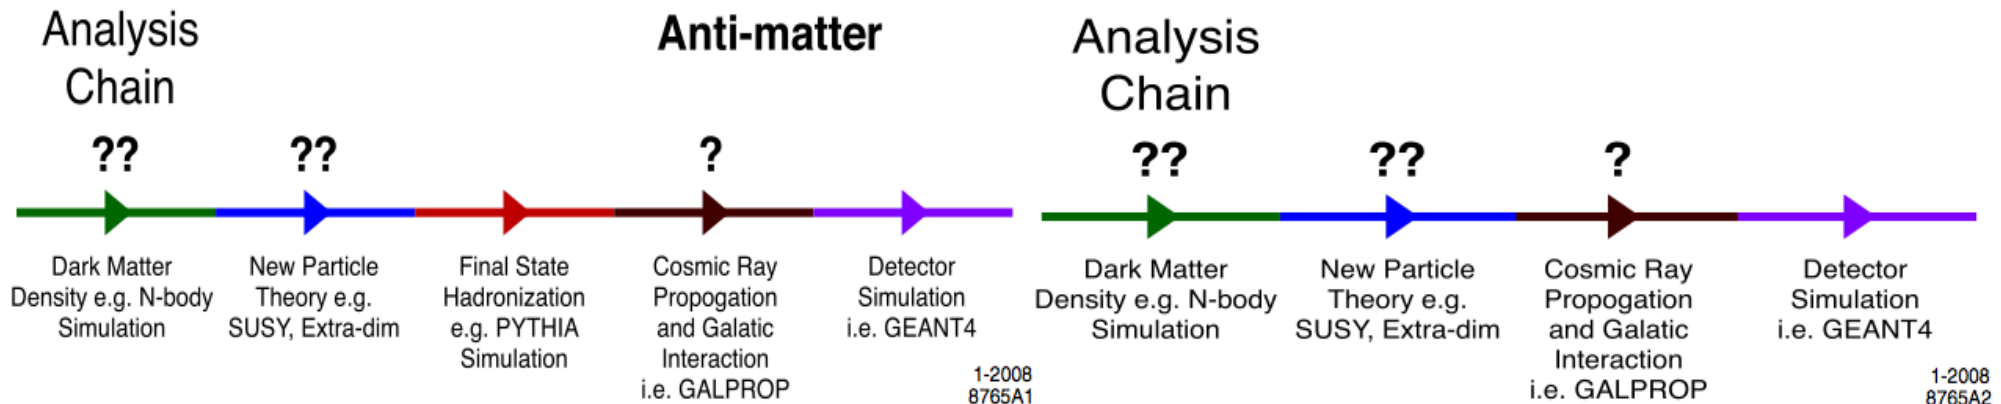 Analysis
Chain
Anti-matter
??
??
?
Dark Matter
Density e.g. N-body
Simulation
New Particle
Theory e.g.
SUSY, Extra-dim
Final State
Hadronization
e.g. PYTHIA
Simulation
Cosmic Ray
Propogation
and Galatic
Interaction
i.e. GALPROP
Detector
Simulation
i.e. GEANT4
1-2008
8765A1
Analysis
Chain
??
??
?
Dark Matter
Density e.g. N-body
Simulation
New Particle
Theory e.g.
SUSY, Extra-dim
Cosmic Ray
Propogation
and Galatic
Interaction
i.e. GALPROP
Detector
Simulation
i.e. GEANT4
1-2008
8765A2